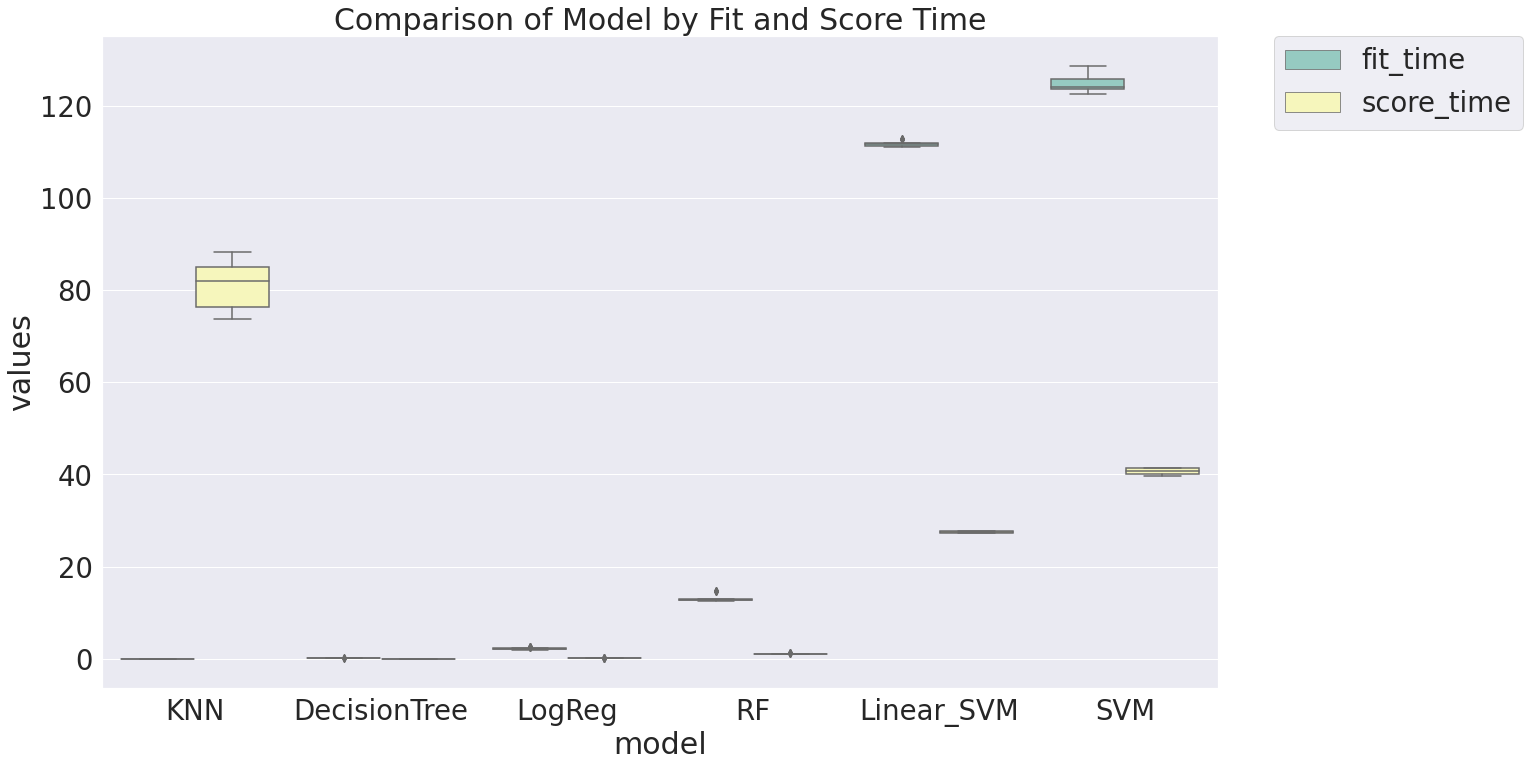 Comparison of Model by Fit and Score Time
fit_time
score_time
values
120
100
80
60
40
20
0
KNN DecisionTree LogReg RF Linear_SVM SVM
model